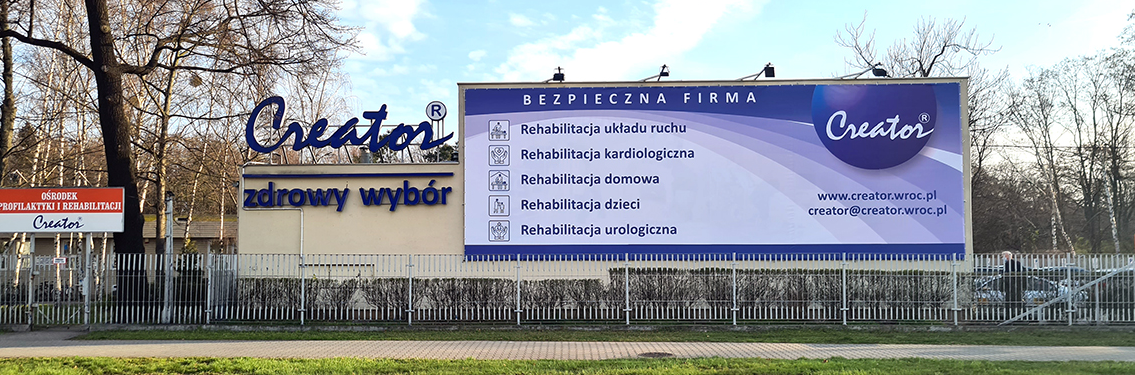 Creator®
zdrowy wybór
OŚRODEK
PROFILAKTYKI I REHABILITACJI
Creator
BEZPIECZNA FIRMA
Rehabilitacja układu ruchu
Rehabilitacja kardiologiczna
Rehabilitacja domowa
Rehabilitacja dzieci
Rehabilitacja urologiczna
Creator®
www.creator.wroc.pl
creator@creator.wroc.pl